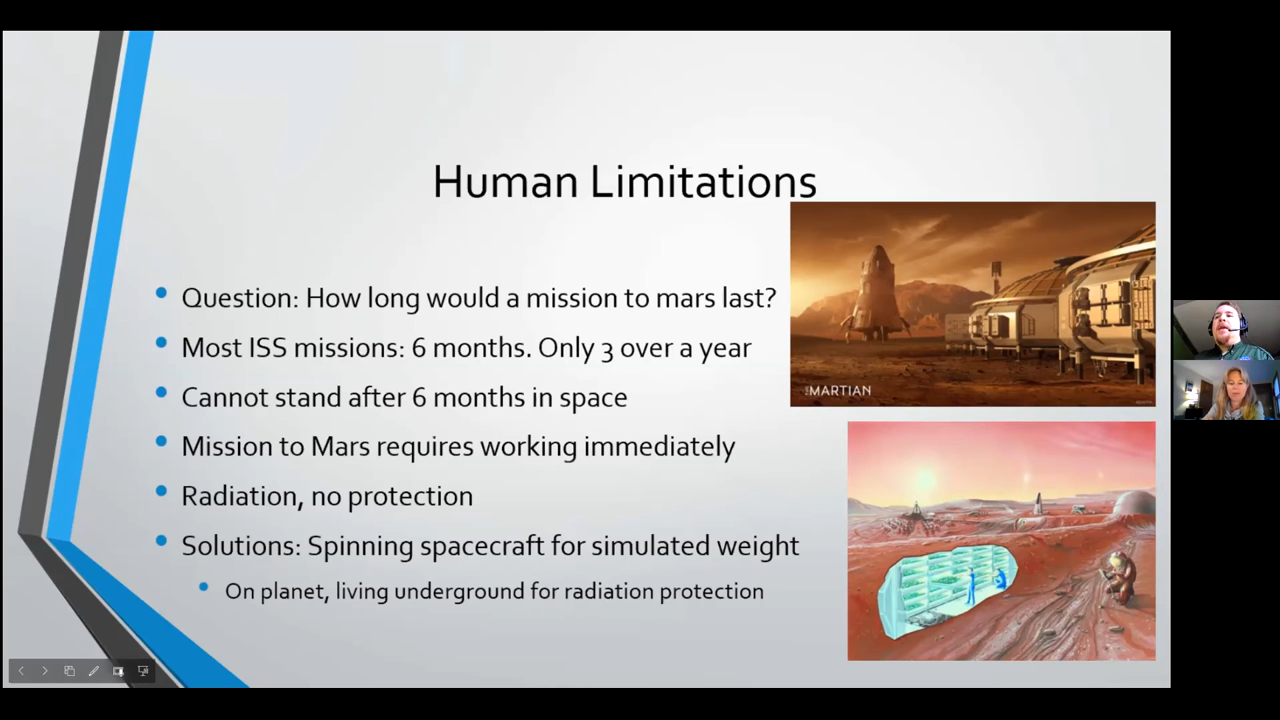 Human Limitations
Question: How long would a mission to mars last?
Most ISS missions: 6 months. Only 3 over a year
Cannot stand after 6 months in space
Mission to Mars requires working immediately
Radiation, no protection
Solutions: Spinning spacecraft for simulated weight
On planet, living underground for radiation protection
THE MARTIAN